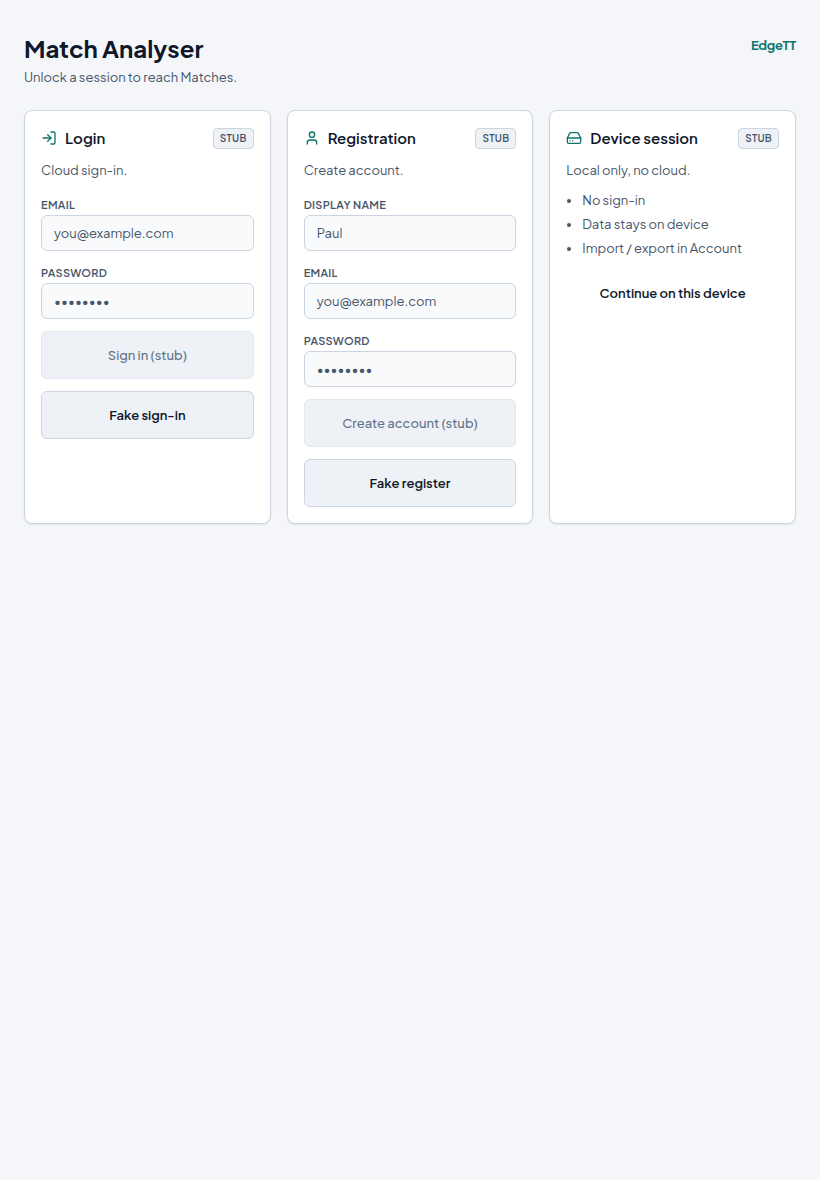 Match Analyser
EdgeTT
Unlock a session to reach Matches.
Login
STUB
Cloud sign-in.
EMAIL
you@example.com
PASSWORD
••••••••
Sign in (stub)
Fake sign-in
Registration
STUB
Create account.
DISPLAY NAME
Paul
EMAIL
you@example.com
PASSWORD
••••••••
Create account (stub)
Fake register
Device session
STUB
Local only, no cloud.
• No sign-in
• Data stays on device
• Import / export in Account
Continue on this device